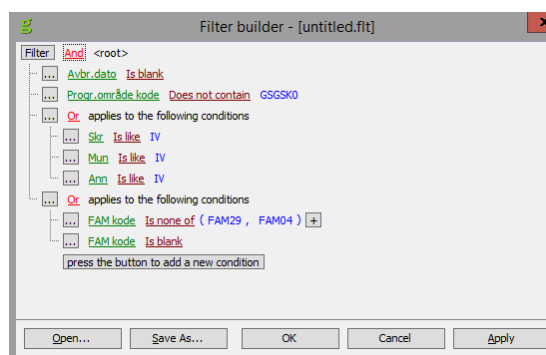 Filter builder - [untitled.flt]
Filter And <root>
... Avbr.dato Is blank
... Progr.område kode Does not contain GSGSK0
... Or applies to the following conditions
... Skr Is like IV
... Mun Is like IV
... Ann Is like IV
... Or applies to the following conditions
... FAM kode Is none of ( FAM29 , FAM04 ) +
... FAM kode Is blank
press the button to add a new condition
Open... Save As... OK Cancel Apply